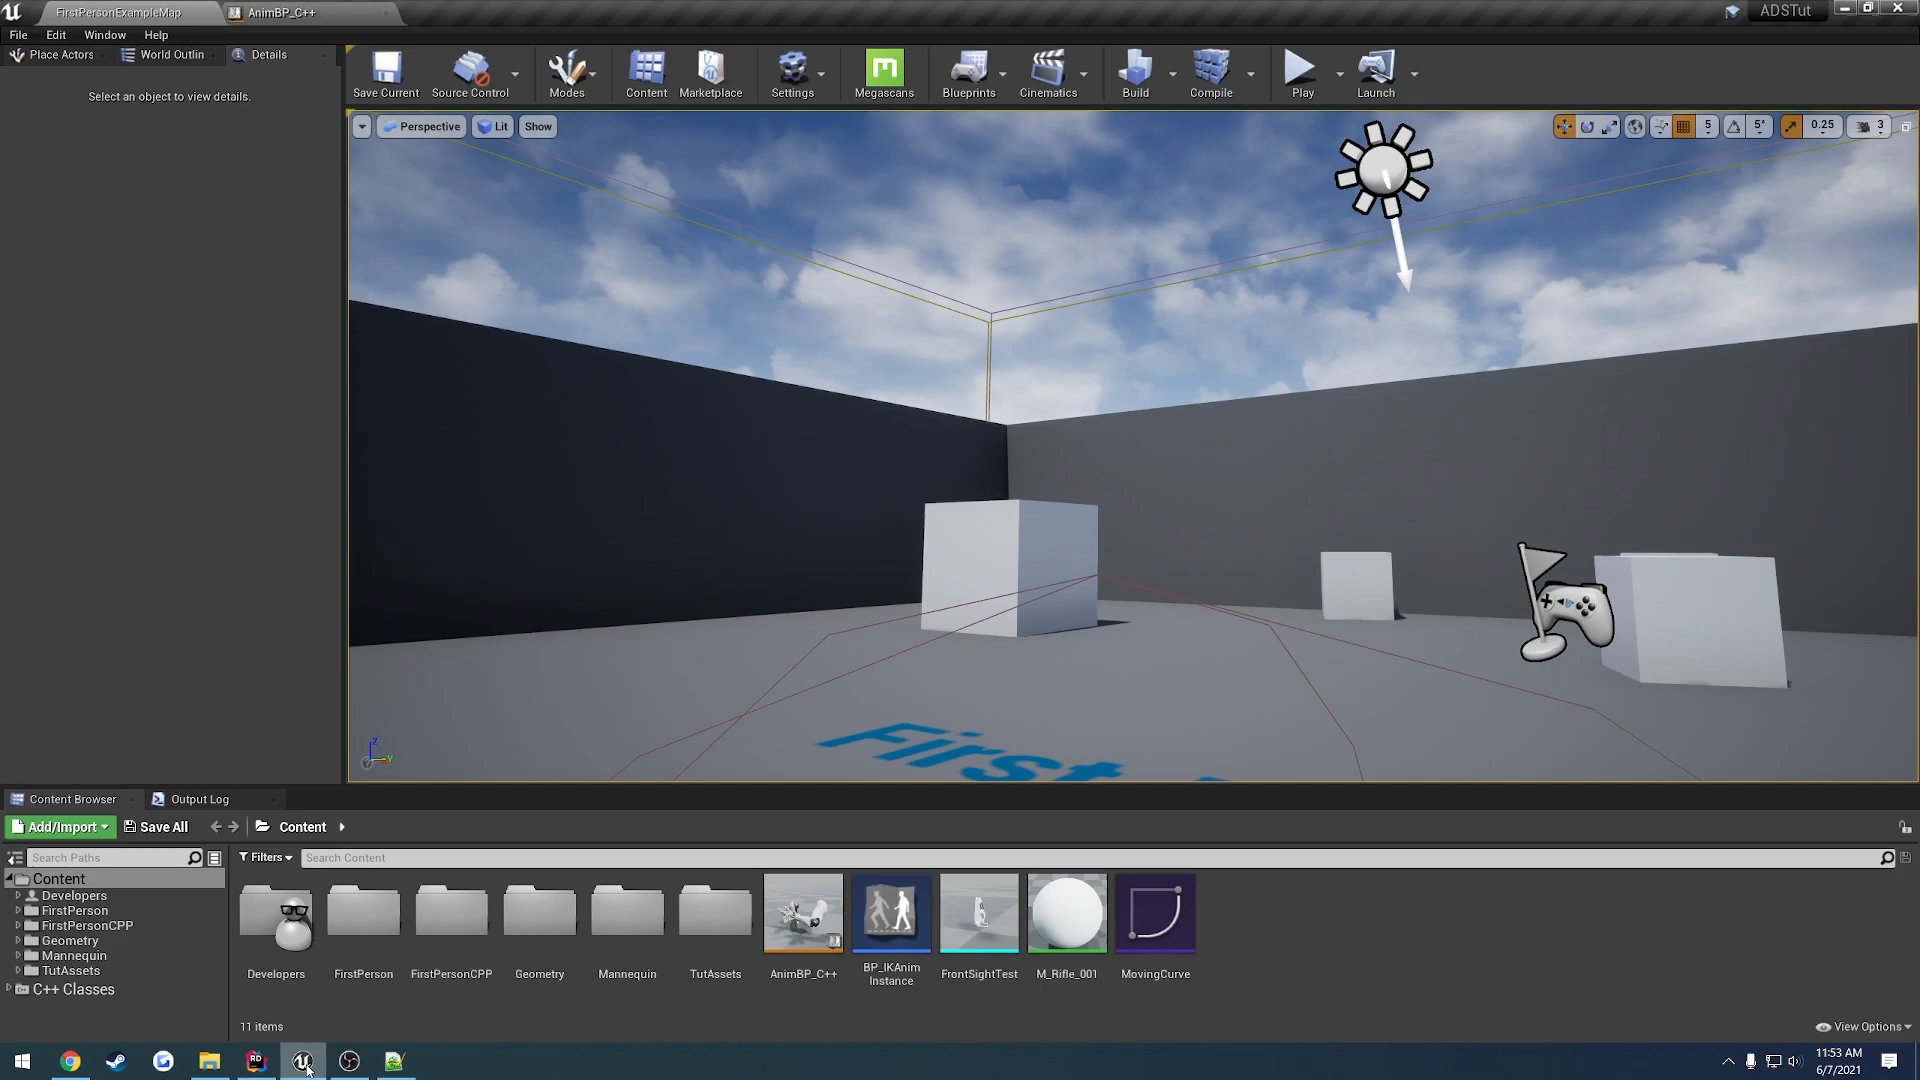 FirstPersonExampleMap
AnimBP_C++
ADSTut
File Edit Window Help
Place Actors
World Outlin
Details
Select an object to view details.
Save Current
Source Control
Modes
Content
Marketplace
Settings
Megascans
Blueprints
Cinematics
Build
Compile
Play
Launch
Perspective
Lit
Show
5
5°
0.25
3
First
Z
Y
Content Browser
Output Log
Add/Import
Save All
Content
Search Paths
Filters
Search Content
Content
Developers
FirstPerson
FirstPersonCPP
Geometry
Mannequin
TutAssets
C++ Classes
Developers
FirstPerson
FirstPersonCPP
Geometry
Mannequin
TutAssets
AnimBP_C++
BP_IKAnim
Instance
FrontSightTest
M_Rifle_001
MovingCurve
11 items
View Options
RD
11:53 AM
6/7/2021